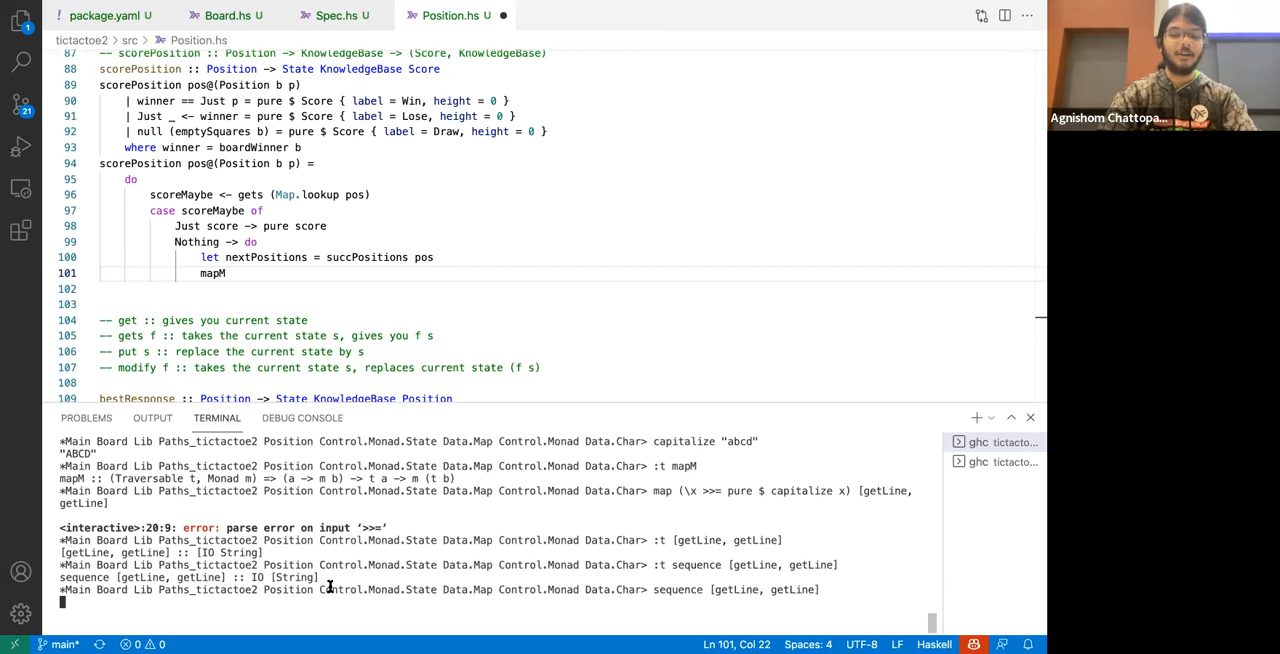 package.yaml U
Board.hs U
Spec.hs U
Position.hs U
tictactoe2 > src > Position.hs
87 -- scorePosition :: Position -> KnowledgeBase -> (Score, KnowledgeBase)
88 scorePosition :: Position -> State KnowledgeBase Score
89 scorePosition pos@(Position b p)
90 | winner == Just p = pure $ Score { label = Win, height = 0 }
91 | Just _ <- winner = pure $ Score { label = Lose, height = 0 }
92 | null (emptySquares b) = pure $ Score { label = Draw, height = 0 }
93 where winner = boardWinner b
94 scorePosition pos@(Position b p) =
95 do
96 scoreMaybe <- gets (Map.lookup pos)
97 case scoreMaybe of
98 Just score -> pure score
99 Nothing -> do
100 let nextPositions = succPositions pos
101 mapM
102
103
104 -- get :: gives you current state
105 -- gets f :: takes the current state s, gives you f s
106 -- put s :: replace the current state by s
107 -- modify f :: takes the current state s, replaces current state (f s)
108
109 bestResponse :: Position -> State KnowledgeBase Position
PROBLEMS OUTPUT TERMINAL DEBUG CONSOLE
*Main Board Lib Paths_tictactoe2 Position Control.Monad.State Data.Map Control.Monad Data.Char> capitalize "abcd"
"ABCD"
*Main Board Lib Paths_tictactoe2 Position Control.Monad.State Data.Map Control.Monad Data.Char> :t mapM
mapM :: (Traversable t, Monad m) => (a -> m b) -> t a -> m (t b)
*Main Board Lib Paths_tictactoe2 Position Control.Monad.State Data.Map Control.Monad Data.Char> map (\x >>= pure $ capitalize x) [getLine,
getLine]
<interactive>:20:9: error: parse error on input ‘>>=’
*Main Board Lib Paths_tictactoe2 Position Control.Monad.State Data.Map Control.Monad Data.Char> :t [getLine, getLine]
[getLine, getLine] :: [IO String]
*Main Board Lib Paths_tictactoe2 Position Control.Monad.State Data.Map Control.Monad Data.Char> :t sequence [getLine, getLine]
sequence [getLine, getLine] :: IO [String]
*Main Board Lib Paths_tictactoe2 Position Control.Monad.State Data.Map Control.Monad Data.Char> sequence [getLine, getLine]
ghc tictacto...
ghc tictacto...
1
21
main*
0 0
Ln 101, Col 22
Spaces: 4
UTF-8
LF
Haskell
Agnishom Chattopa...